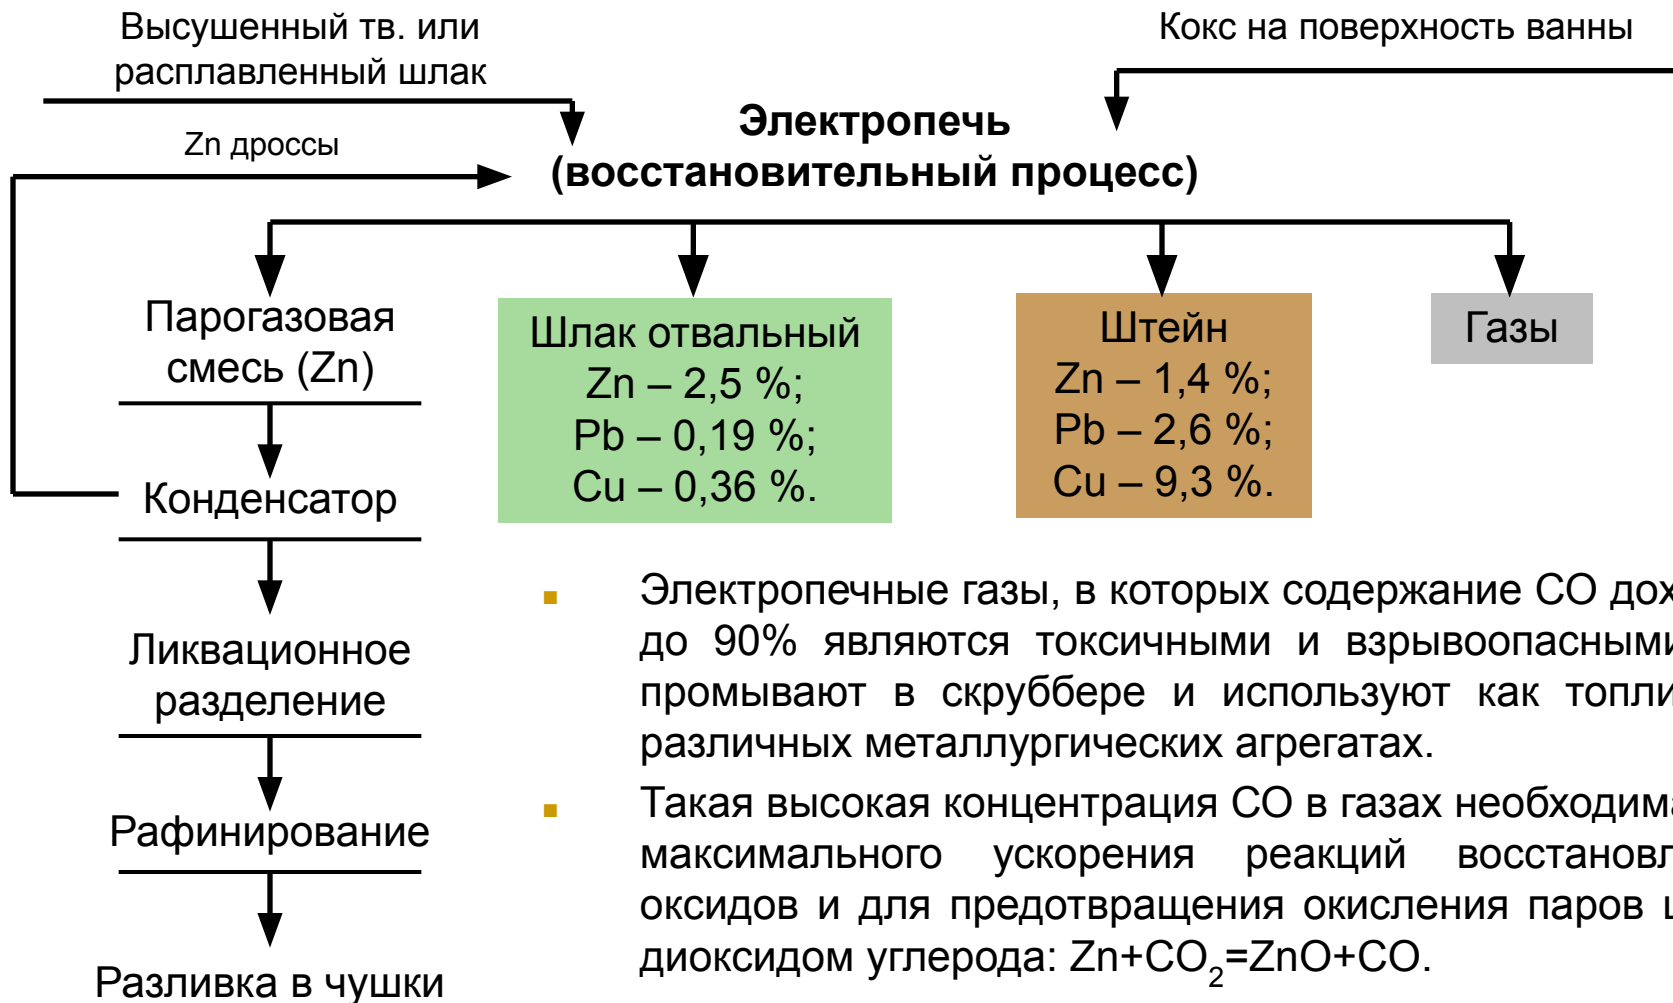 Высушенный тв. или
расплавленный шлак
Кокс на поверхность ванны
Zn дроссы
Электропечь
(восстановительный процесс)
Парогазовая
смесь (Zn)
Конденсатор
Ликвационное
разделение
Рафинирование
Разливка в чушки
Шлак отвальный
Zn – 2,5 %;
Pb – 0,19 %;
Cu – 0,36 %.
Штейн
Zn – 1,4 %;
Pb – 2,6 %;
Cu – 9,3 %.
Газы
Электропечные газы, в которых содержание СО
до 90% являются токсичными и взрывоопасными
промывают в скруббере и используют как
различных металлургических агрегатах.
Такая высокая концентрация СО в газах необходима
максимального ускорения реакций
оксидов и для предотвращения окисления паров
диоксидом углерода: Zn+CO₂=ZnO+CO.